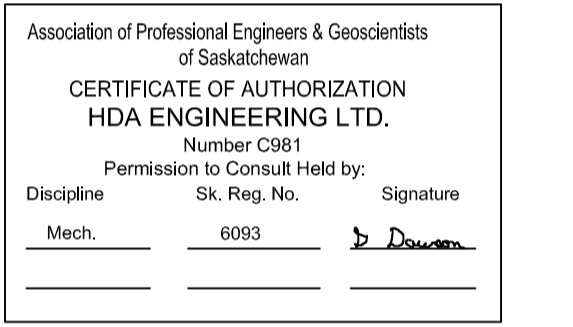 Association of Professional Engineers & Geoscientists
of Saskatchewan
CERTIFICATE OF AUTHORIZATION
HDA ENGINEERING LTD.
Number C981
Permission to Consult Held by:
Discipline Sk. Reg. No. Signature
Mech. 6093 D Dawson